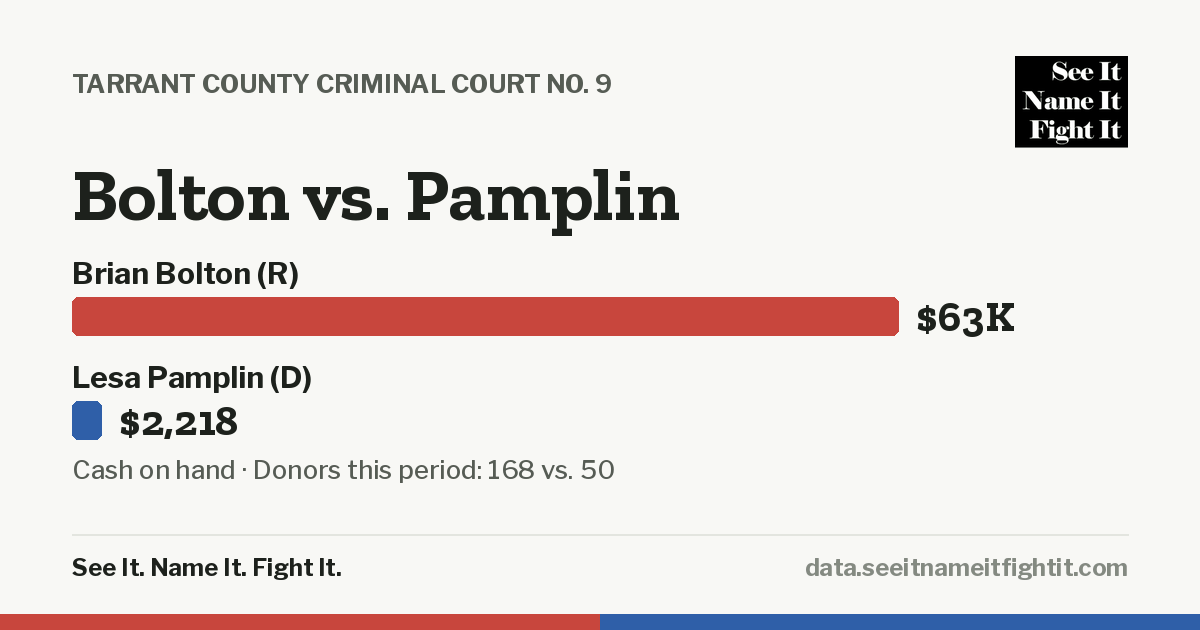 TARRANT COUNTY CRIMINAL COURT NO. 9
See It
Name It
Fight It
Bolton vs. Pamplin
Brian Bolton (R)
$63K
Lesa Pamplin (D)
$2,218
Cash on hand · Donors this period: 168 vs. 50
See It. Name It. Fight It.
data.seeitnameitfightit.com